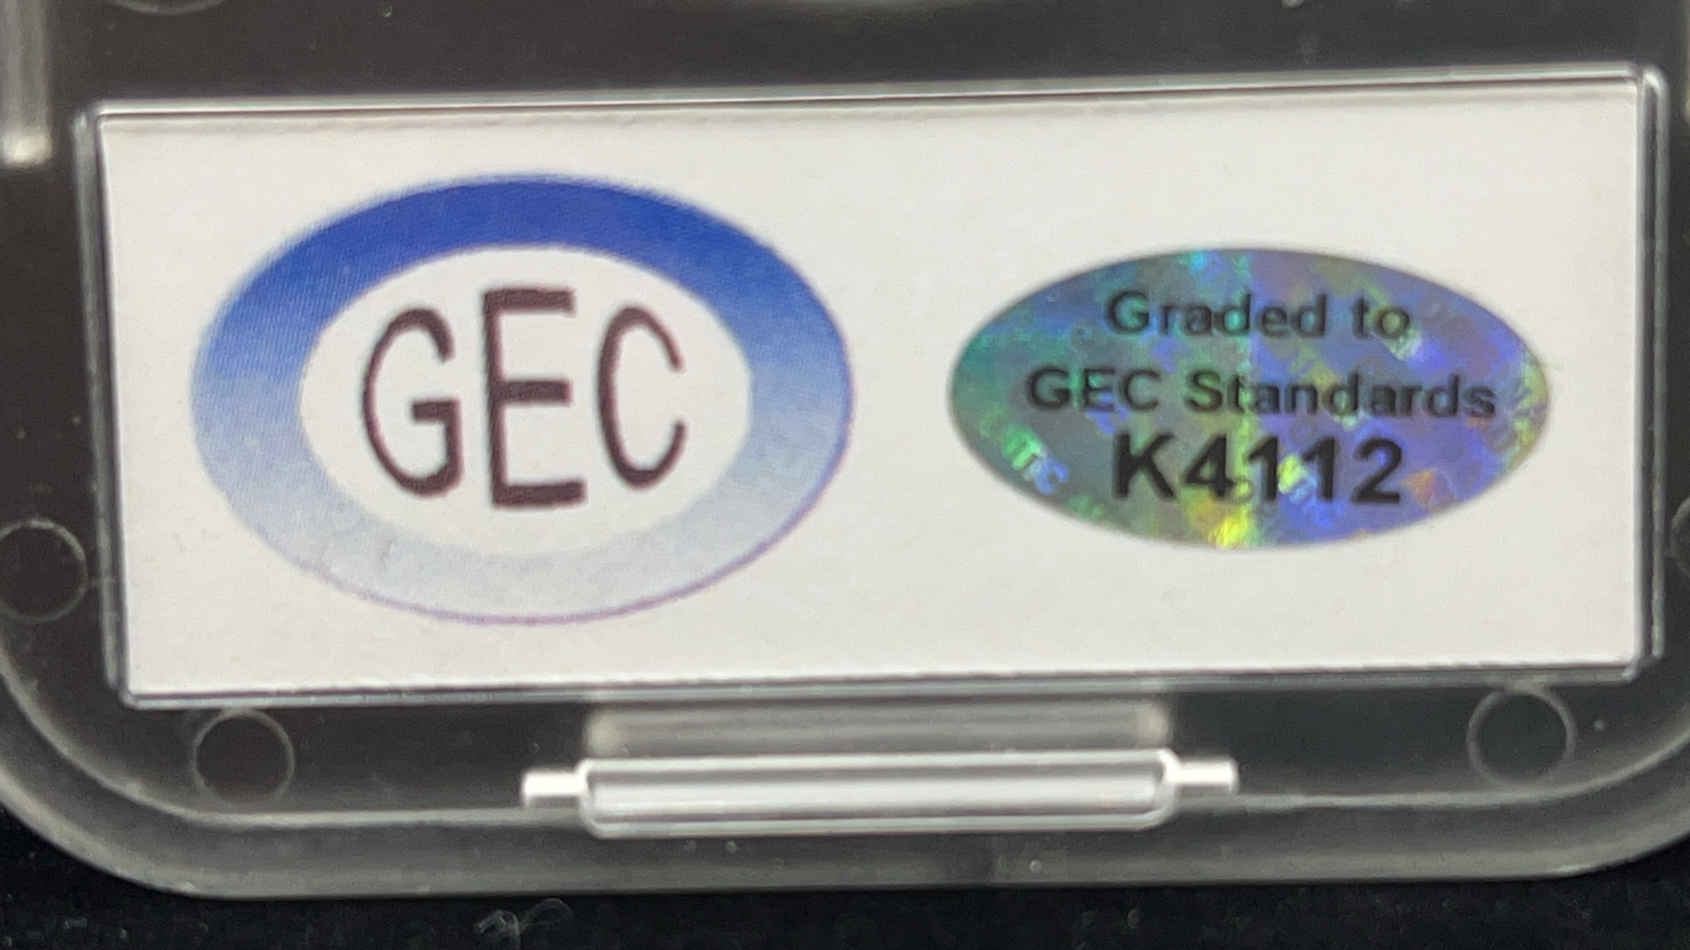 GEC
Graded to
GEC Standards
K4112